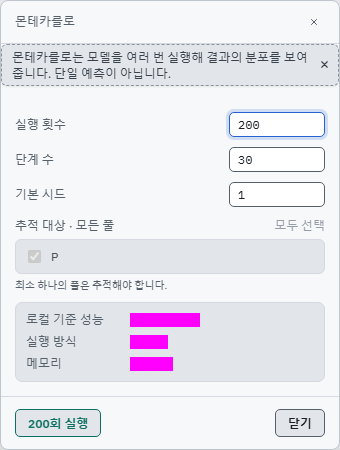 몬테카를로 ×
몬테카를로는 모델을 여러 번 실행해 결과의 분포를 보여
줍니다. 단일 예측이 아닙니다. ×
실행 횟수 200
단계 수 30
기본 시드 1
추적 대상 · 모든 풀 모두 선택
P
최소 하나의 풀은 추적해야 합니다.
로컬 기준 성능
실행 방식
메모리
200회 실행 닫기